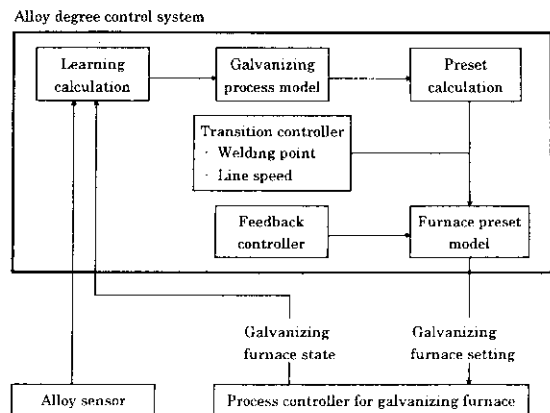 Alloy degree control system
Learning
calculation
Galvanizing
process model
Preset
calculation
Transition controller
· Welding point
· Line speed
Feedback
controller
Furnace preset
model
Galvanizing
furnace state
Galvanizing
furnace setting
Alloy sensor
Process controller for galvanizing furnace